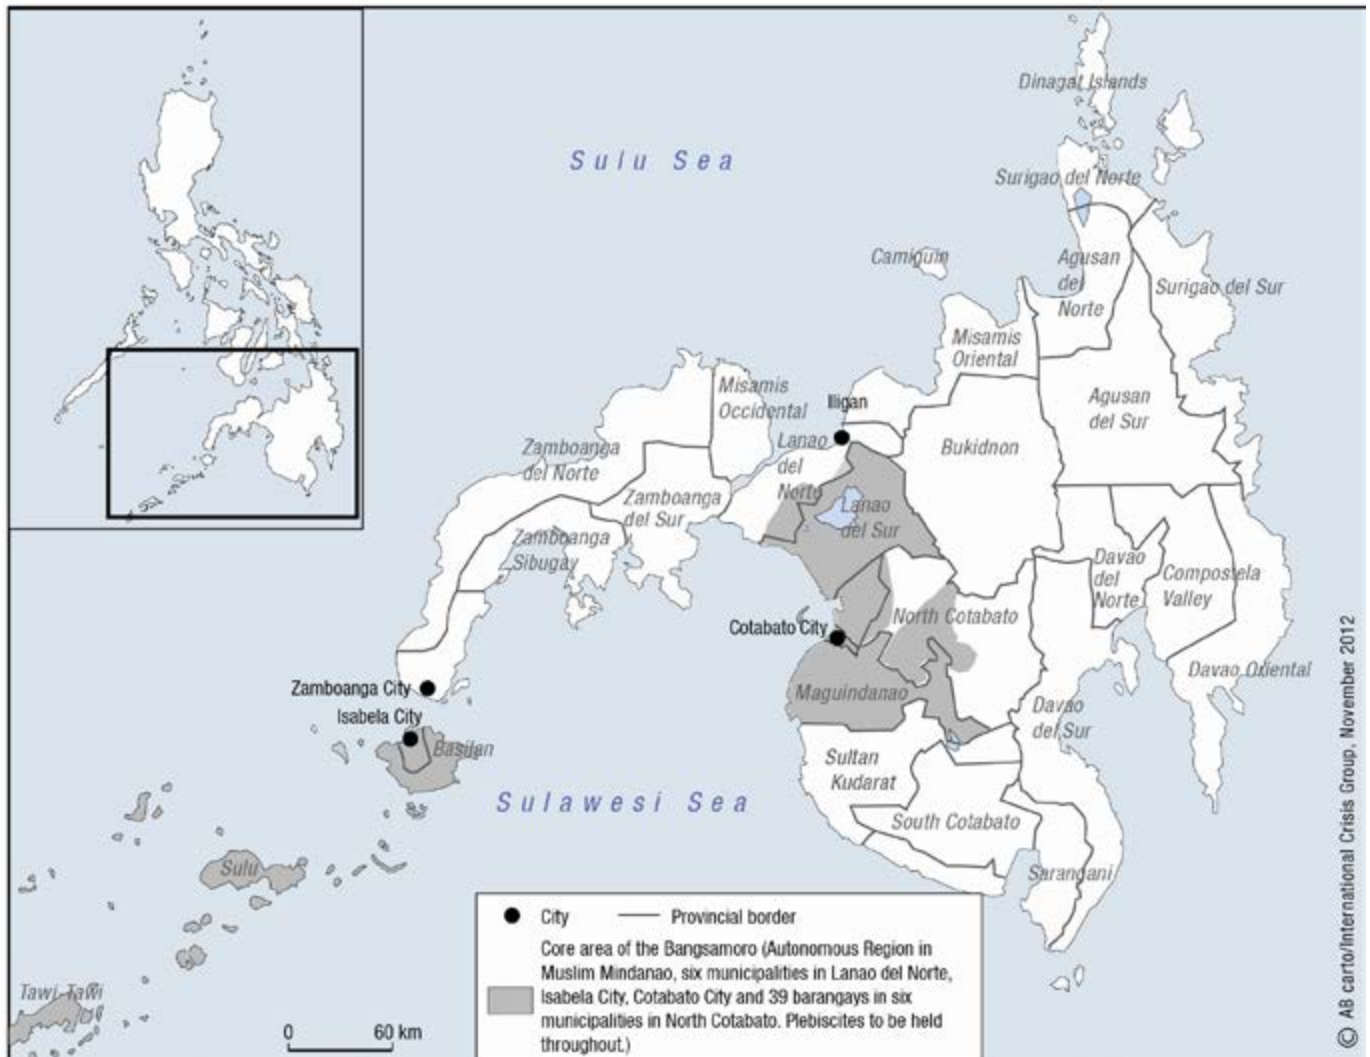 Dinagat Islands
Sulu Sea
Surigao del Norte
Camiguin
Agusan
del
Norte
Surigao del Sur
Misamis
Oriental
Misamis
Occidental
Illigan
Agusan
del Sur
Lanao
del
Norte
Bukidnon
Zamboanga
del Norte
Zamboanga
del Sur
Lanao
del Sur
Zamboanga
Sibugay
Davao
del
Norte
Compostela
Valley
North Cotabato
Cotabato City
Davao Oriental
Zamboanga City
Maguindanao
Isabela City
Davao
del Sur
Basilan
Sultan
Kudarat
Sulawesi Sea
South Cotabato
Sulu
Sarangani
Tawi-Tawi
City
Provincial border
Core area of the Bangsamoro (Autonomous Region in
Muslim Mindanao, six municipalities in Lanao del Norte,
Isabela City, Cotabato City and 39 barangays in six
municipalities in North Cotabato. Plebiscites to be held
throughout.)
0 60 km
© AB carto/International Crisis Group, November 2012